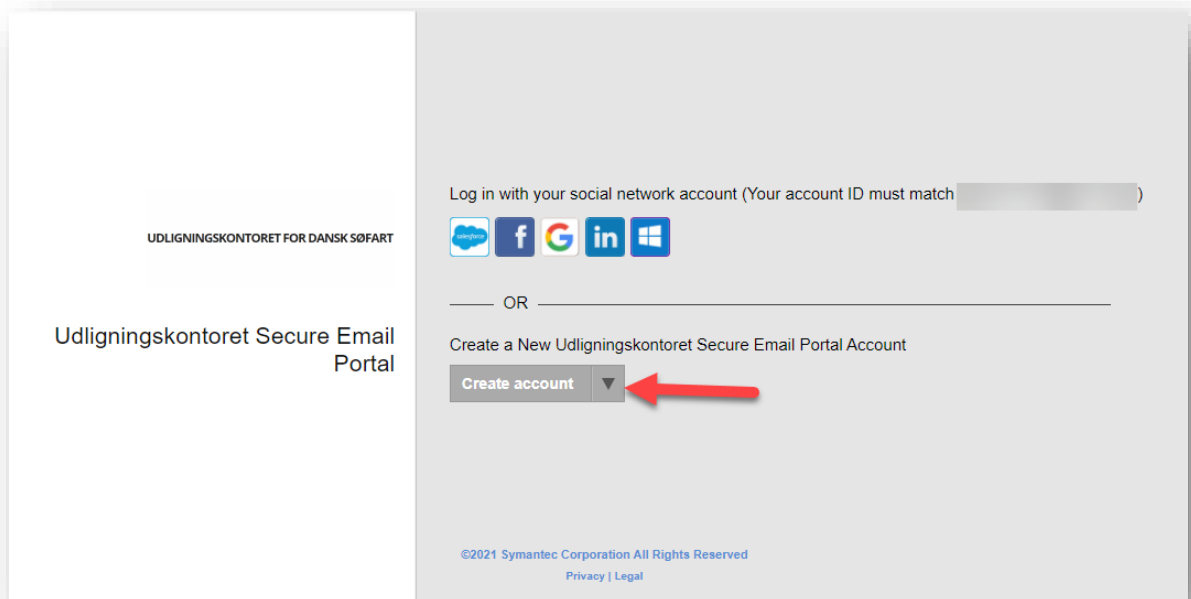 UDLIGNINGSKONTORET FOR DANSK SØFART
Udligningskontoret Secure Email
Portal
Log in with your social network account (Your account ID must match )
salesforce
f
G
in
OR
Create a New Udligningskontoret Secure Email Portal Account
Create account ▼
©2021 Symantec Corporation All Rights Reserved
Privacy | Legal